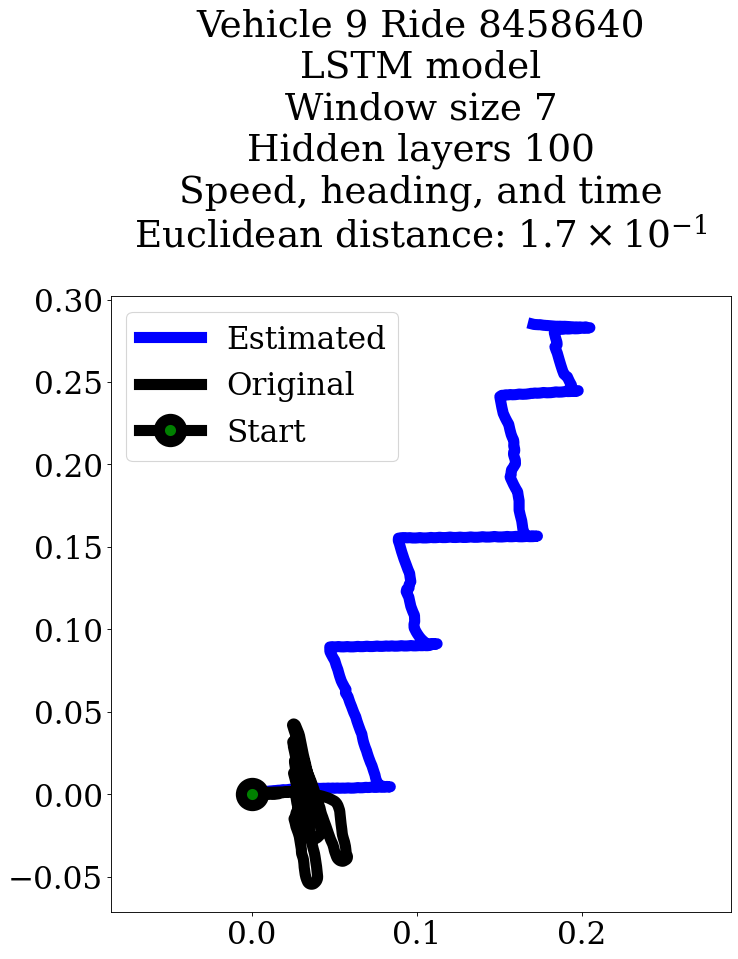 Vehicle 9 Ride 8458640
LSTM model
Window size 7
Hidden layers 100
Speed, heading, and time
Euclidean distance: 1.7 × 10⁻¹
0.30
0.25
0.20
0.15
0.10
0.05
0.00
−0.05
Estimated
Original
Start
0.0
0.1
0.2